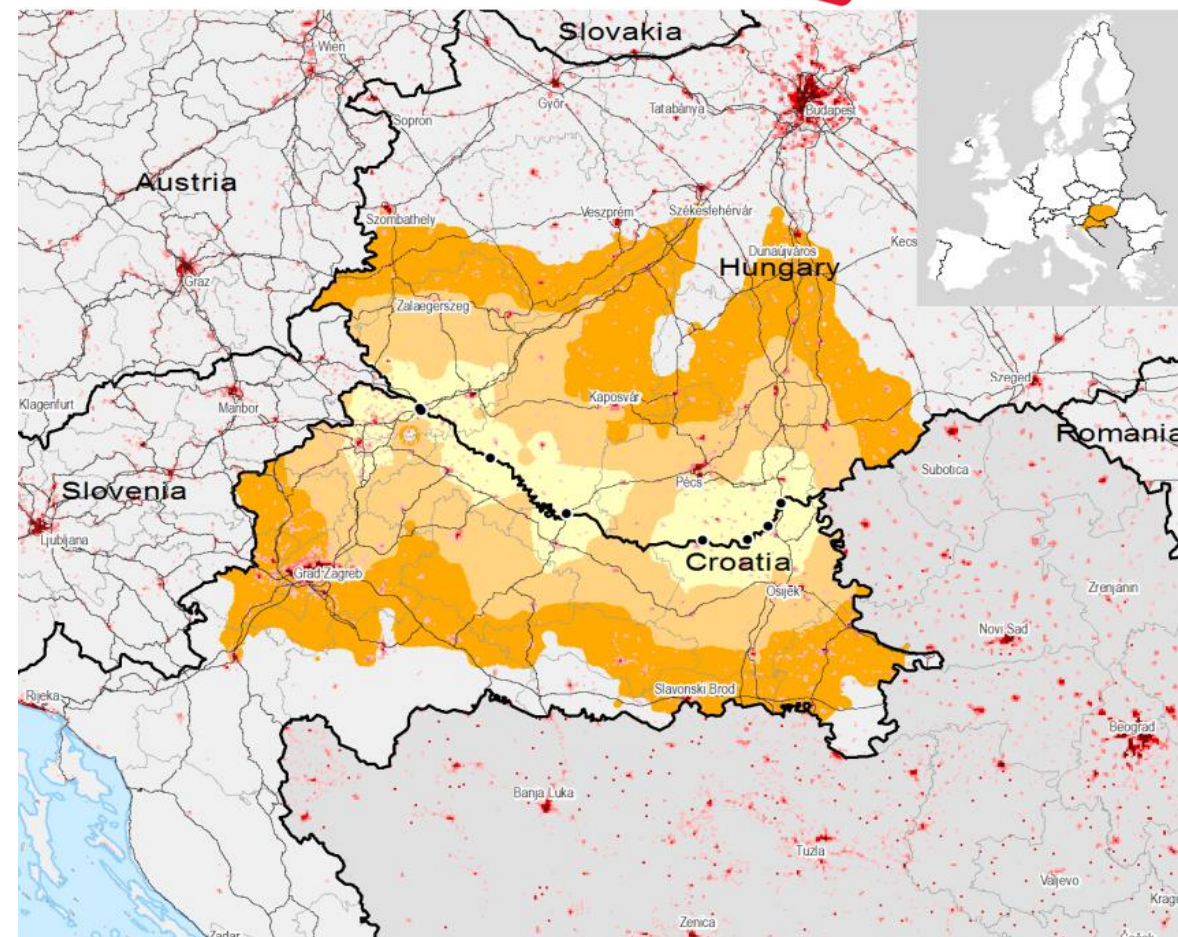 Slovakia
Wien
Győr
Tatabánya
Budapest
Sopron
Austria
Szombathely
Veszprém
Székesfehérvár
Dunaújváros
Kecs
Graz
Hungary
Zalaegerszeg
Szeged
Klagenfurt
Maribor
Kaposvár
Romania
Subotica
Slovenia
Pécs
Ljubljana
Croatia
Grad Zagreb
Osijek
Zrenjanin
Novi Sad
Rijeka
Slavonski Brod
Beograd
Banja Luka
Tuzla
Valjevo
Kragu
Zenica
Zadar